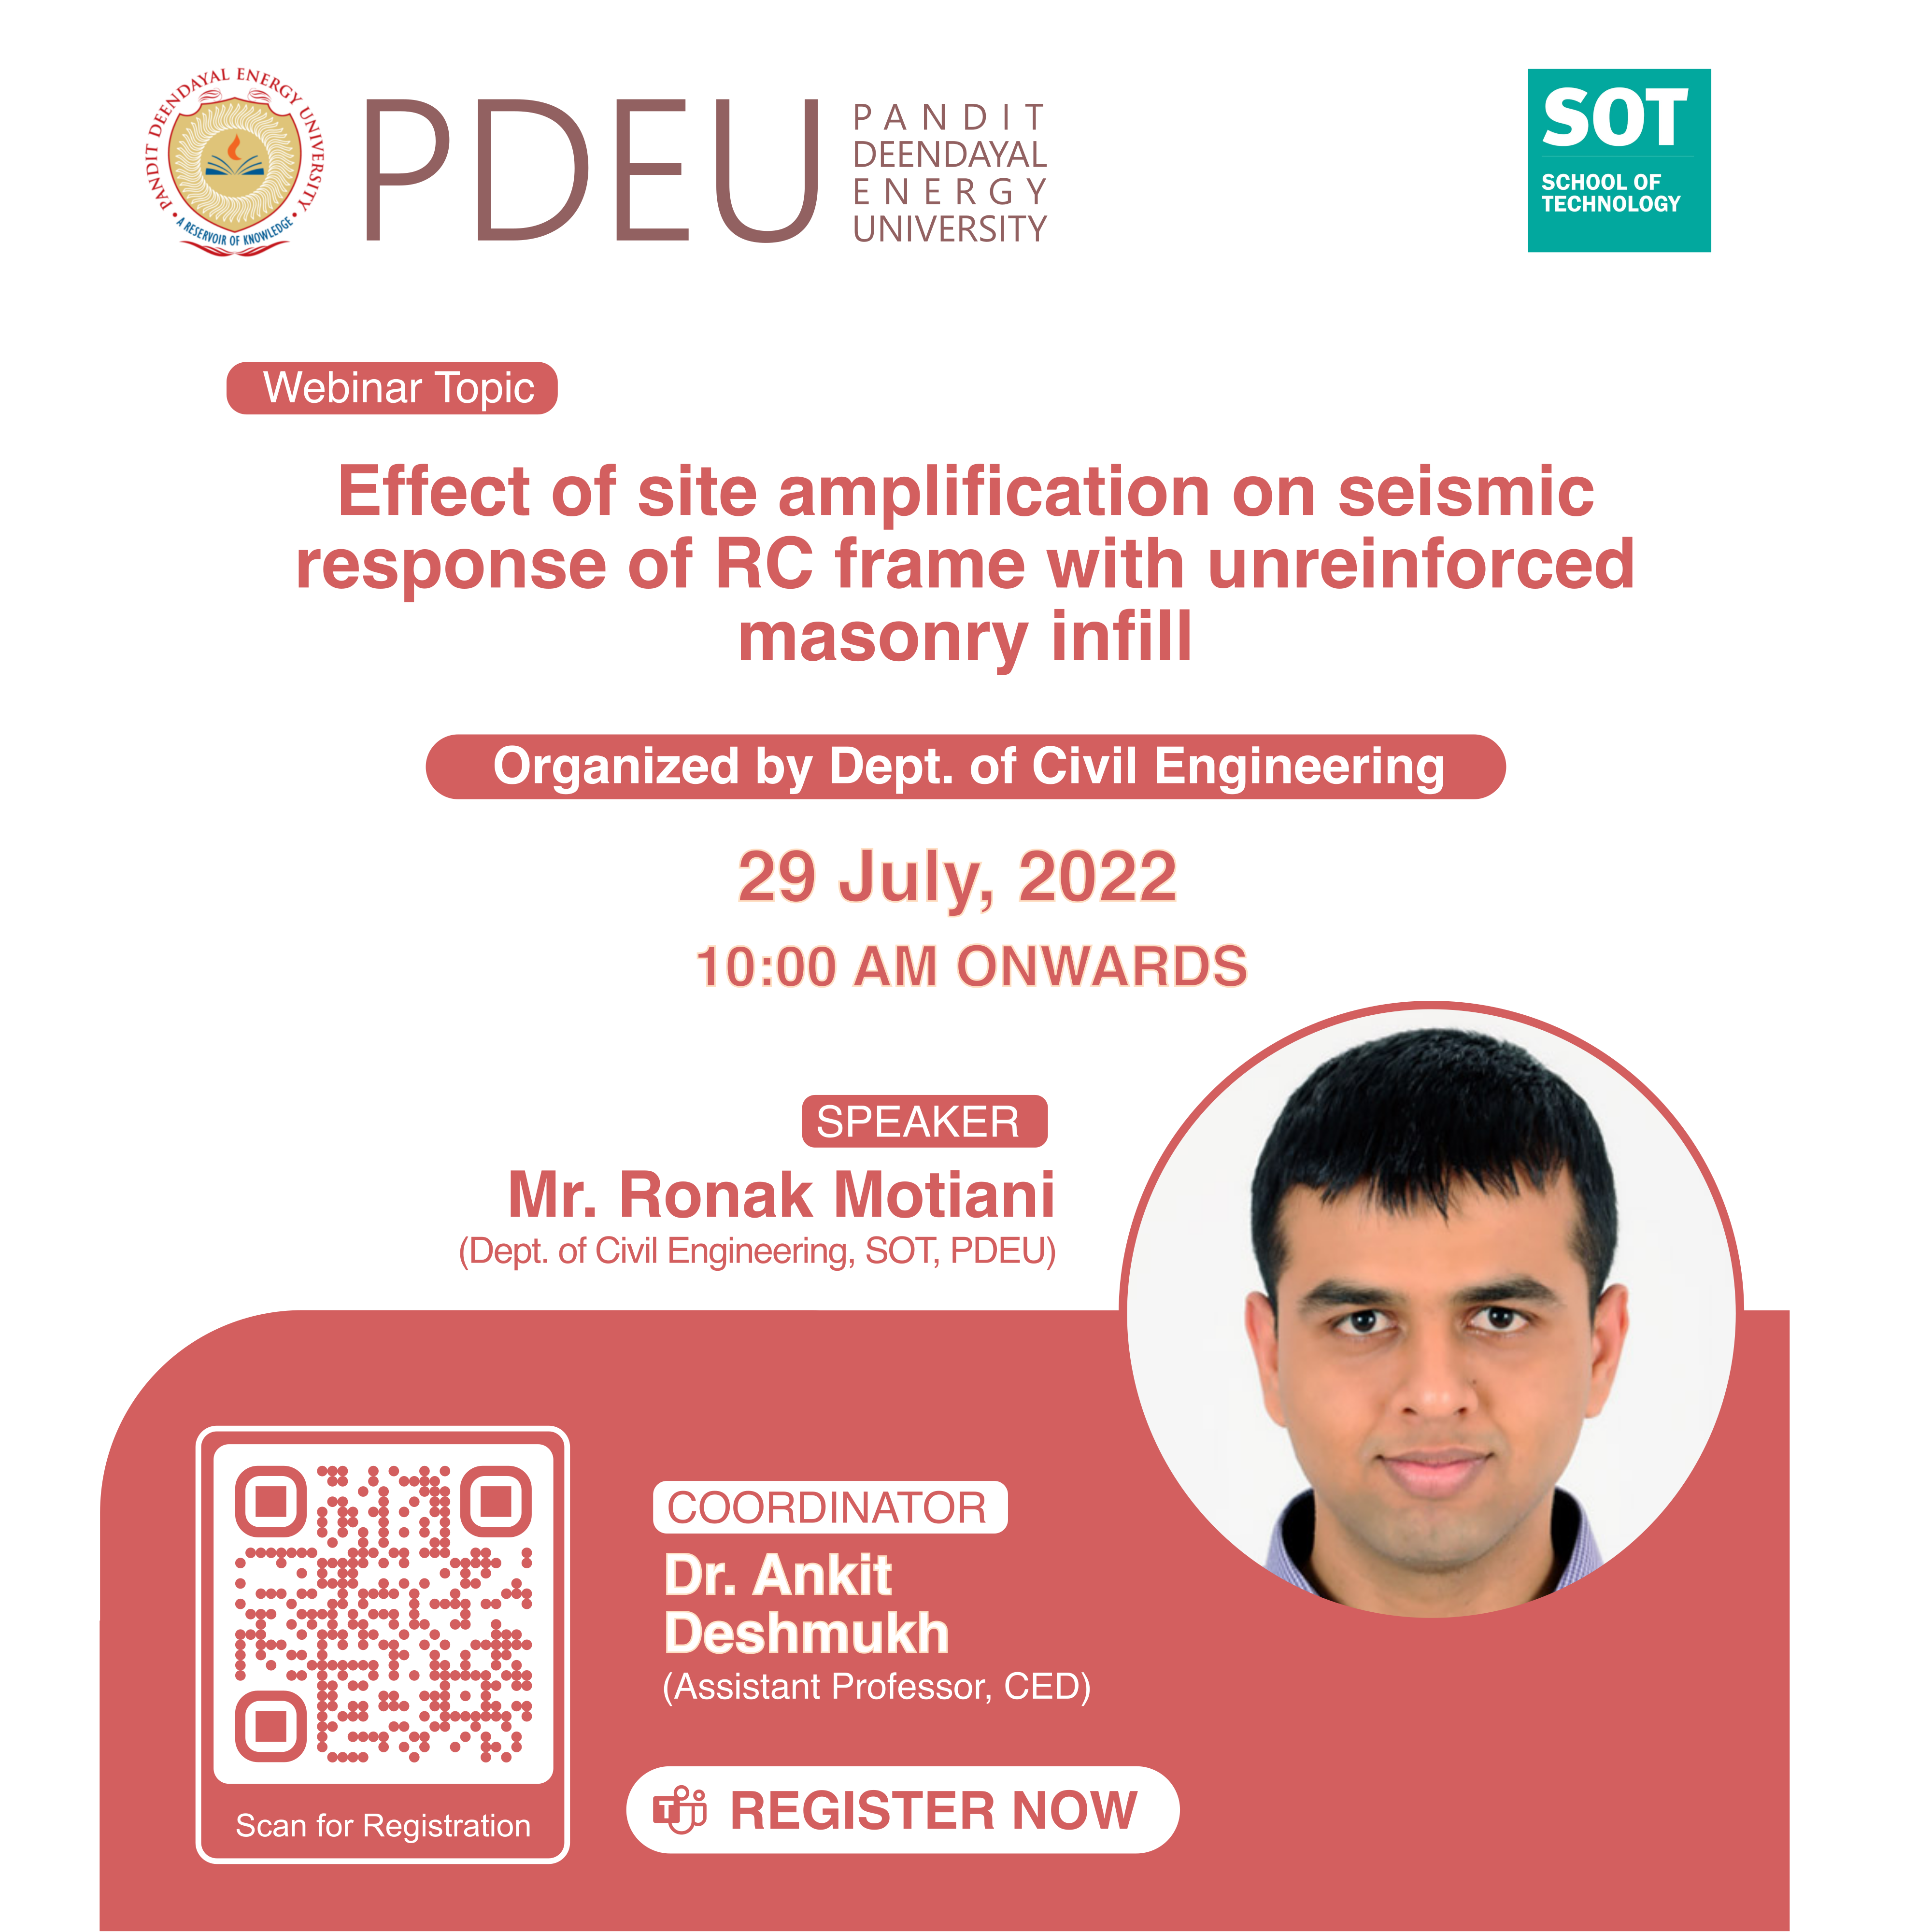 PANDIT DEENDAYAL ENERGY UNIVERSITY
• A RESERVOIR OF KNOWLEDGE •
PDEU
PANDIT
DEENDAYAL
ENERGY
UNIVERSITY
SOT
SCHOOL OF
TECHNOLOGY
Webinar Topic
Effect of site amplification on seismic
response of RC frame with unreinforced
masonry infill
Organized by Dept. of Civil Engineering
29 July, 2022
10:00 AM ONWARDS
SPEAKER
Mr. Ronak Motiani
(Dept. of Civil Engineering, SOT, PDEU)
COORDINATOR
Dr. Ankit
Deshmukh
(Assistant Professor, CED)
Scan for Registration
T
REGISTER NOW